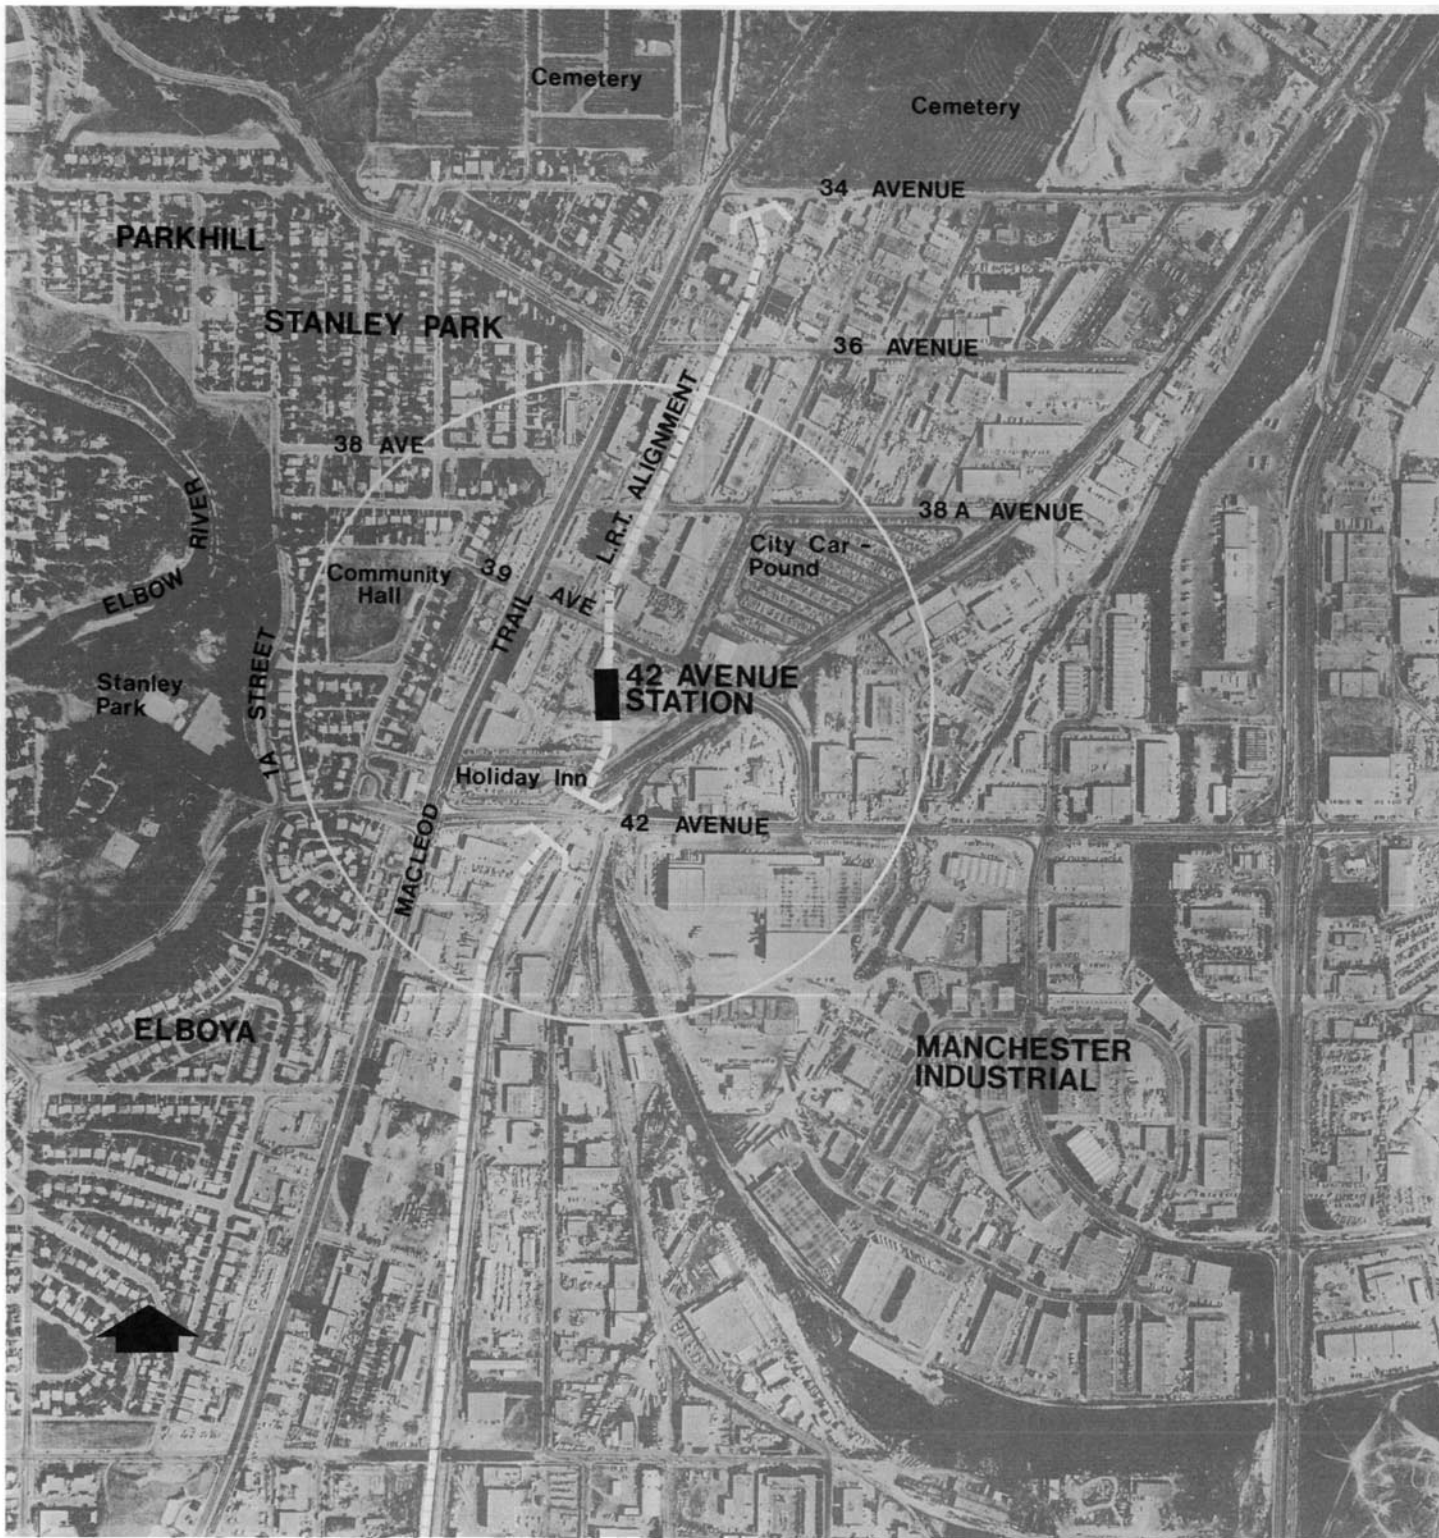 Cemetery
Cemetery
34 AVENUE
PARKHILL
STANLEY PARK
36 AVENUE
L.R.T. ALIGNMENT
38 AVE
ELBOW RIVER
38 A AVENUE
City Car -
Pound
39 AVE
Community
Hall
MACLEOD TRAIL
1A STREET
Stanley
Park
42 AVENUE
STATION
Holiday Inn
42 AVENUE
ELBOYA
MANCHESTER
INDUSTRIAL